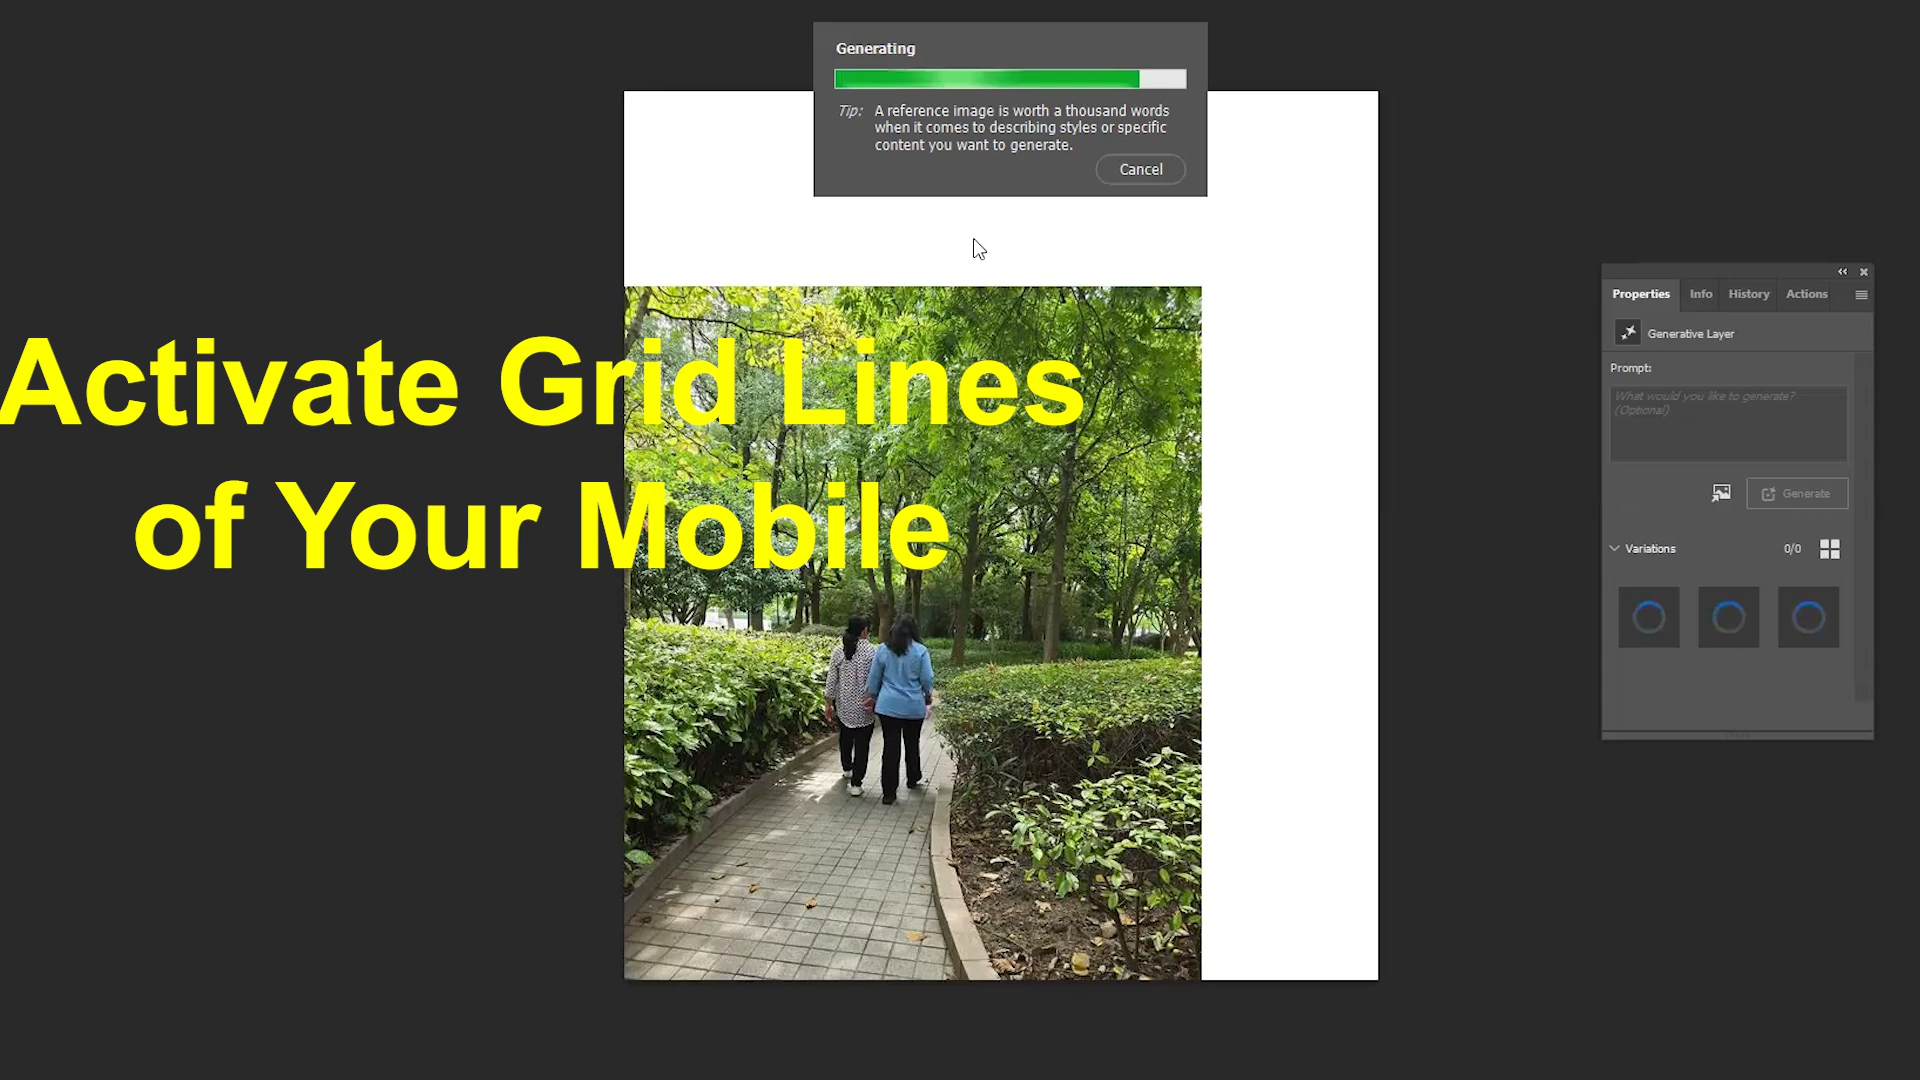 Generating
Tip: A reference image is worth a thousand words
when it comes to describing styles or specific
content you want to generate.
Cancel
Activate Grid Lines
of Your Mobile
Properties Info History Actions
Generative Layer
Prompt:
What would you like to generate?
(Optional)
Generate
Variations 0/0